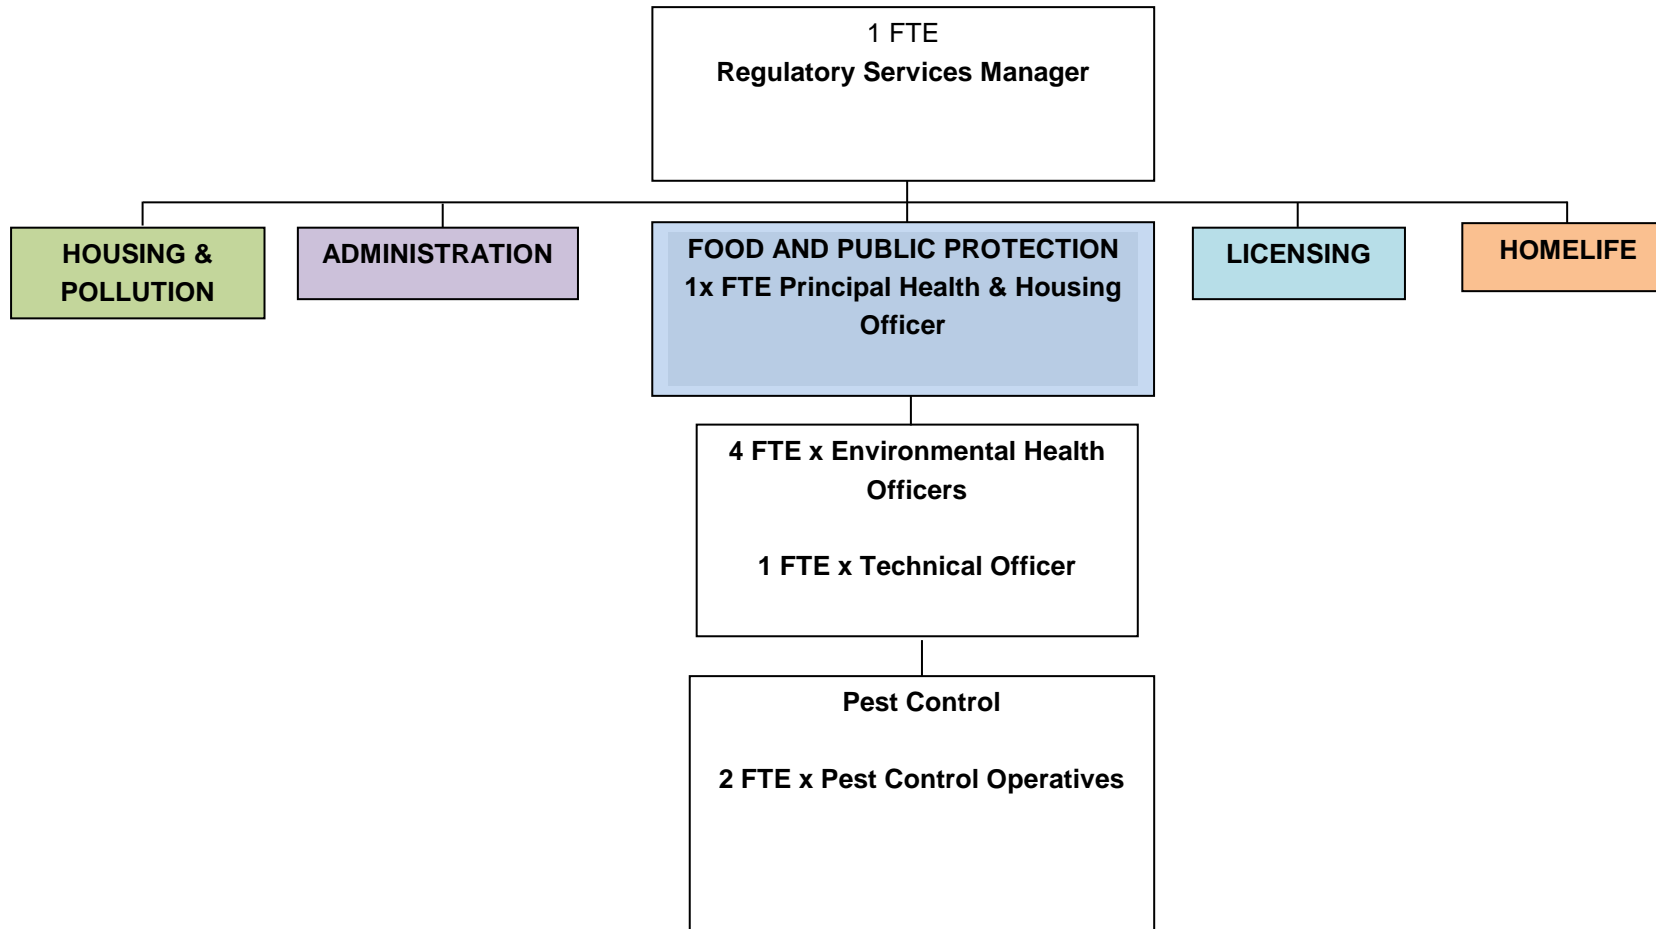 1 FTE
Regulatory Services Manager
HOUSING &
POLLUTION
ADMINISTRATION
FOOD AND PUBLIC PROTECTION
1x FTE Principal Health & Housing
Officer
LICENSING
HOMELIFE
4 FTE x Environmental Health
Officers
1 FTE x Technical Officer
Pest Control
2 FTE x Pest Control Operatives